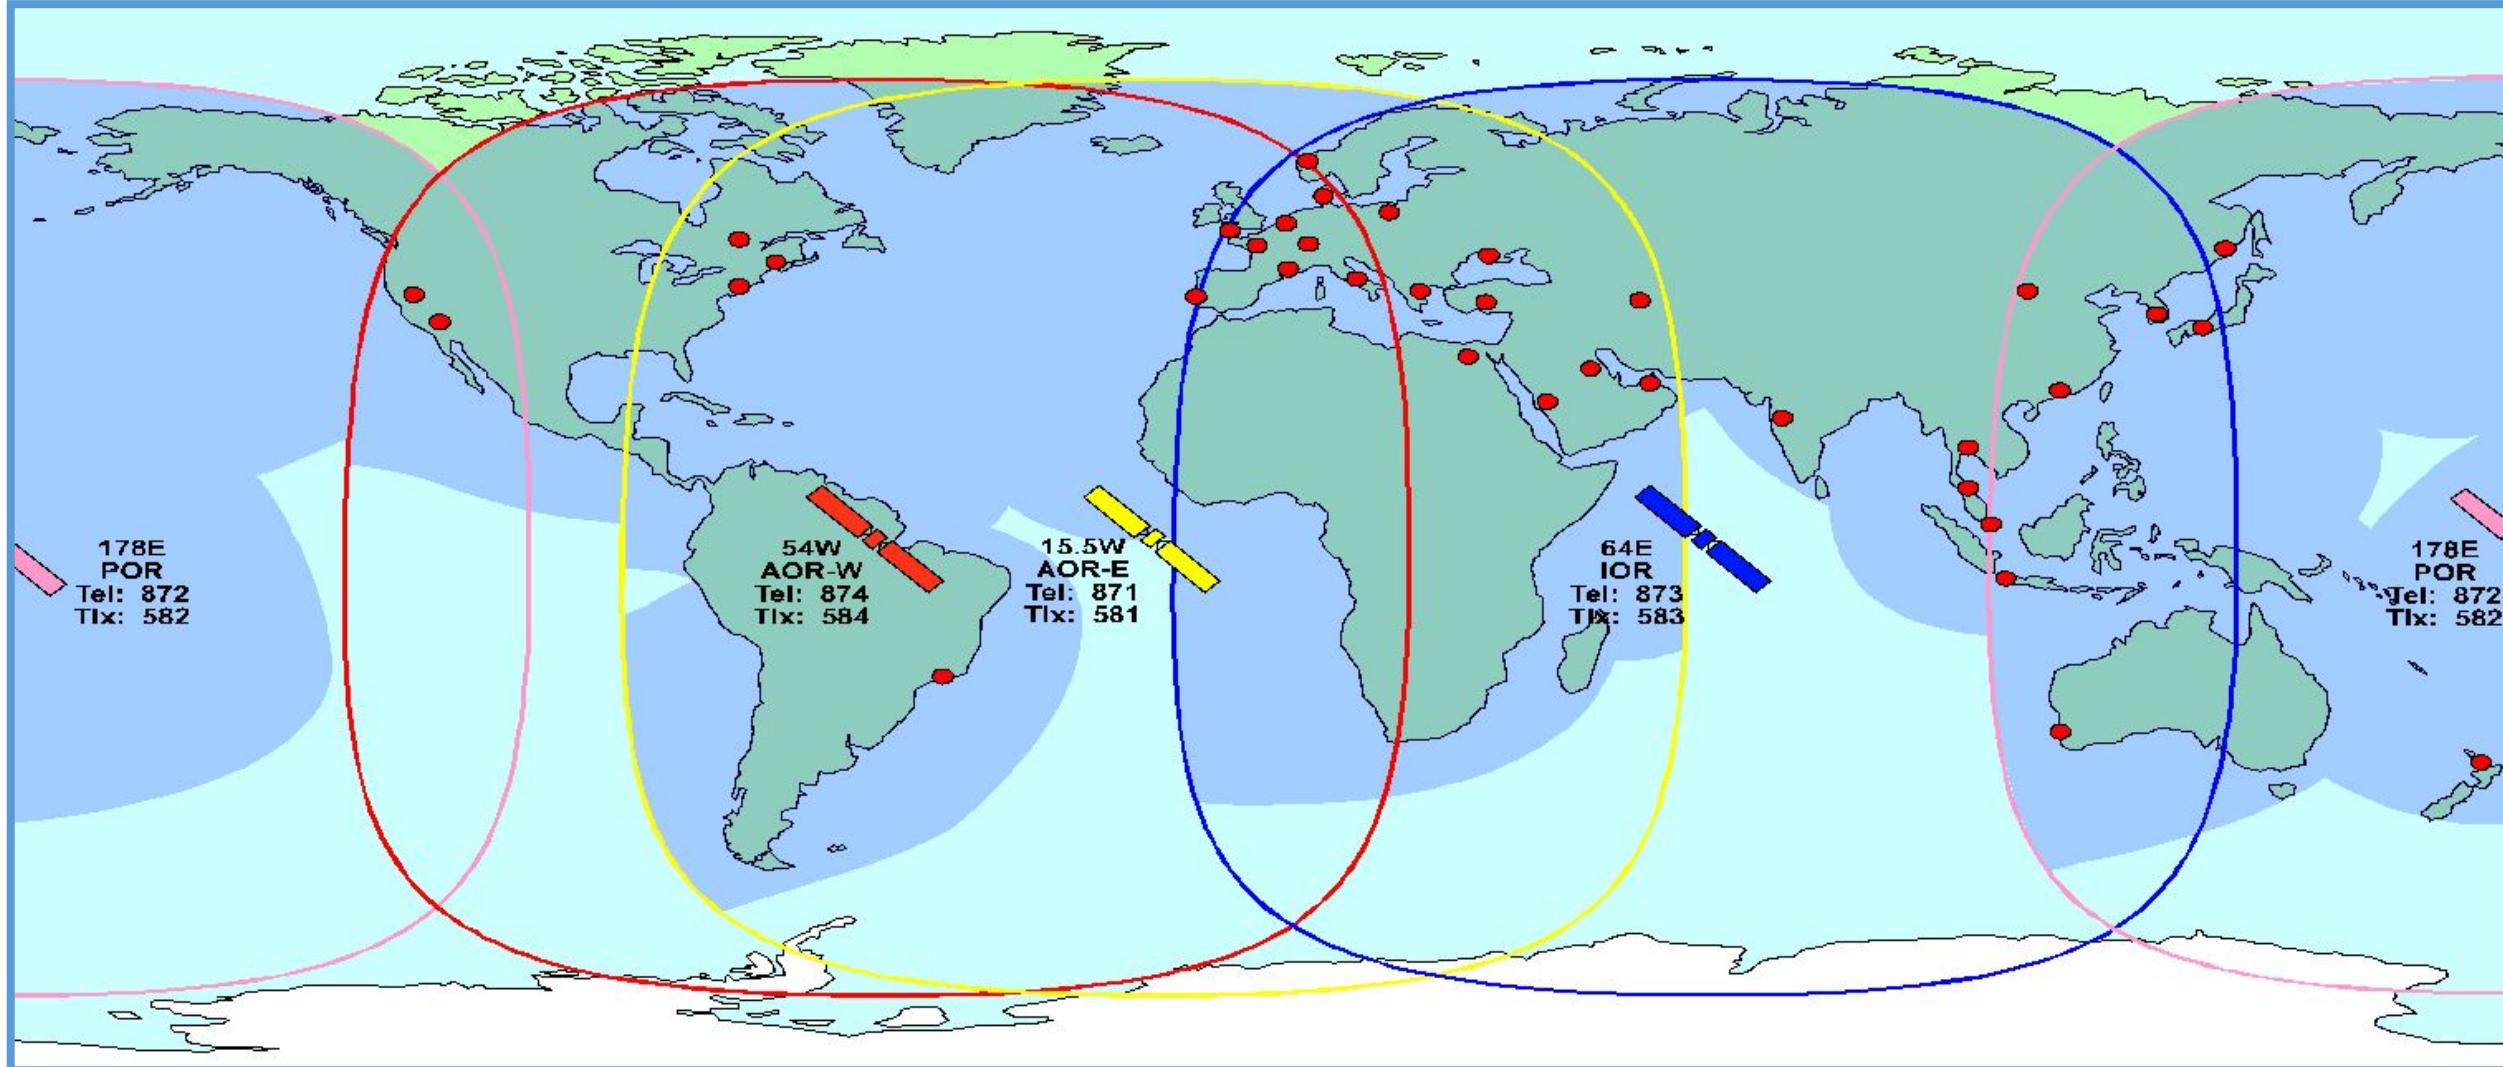 178E
POR
Tel: 872
Tlx: 582
54W
AOR-W
Tel: 874
Tlx: 584
15.5W
AOR-E
Tel: 871
Tlx: 581
64E
IOR
Tel: 873
Tlx: 583
178E
POR
Tel: 872
Tlx: 582